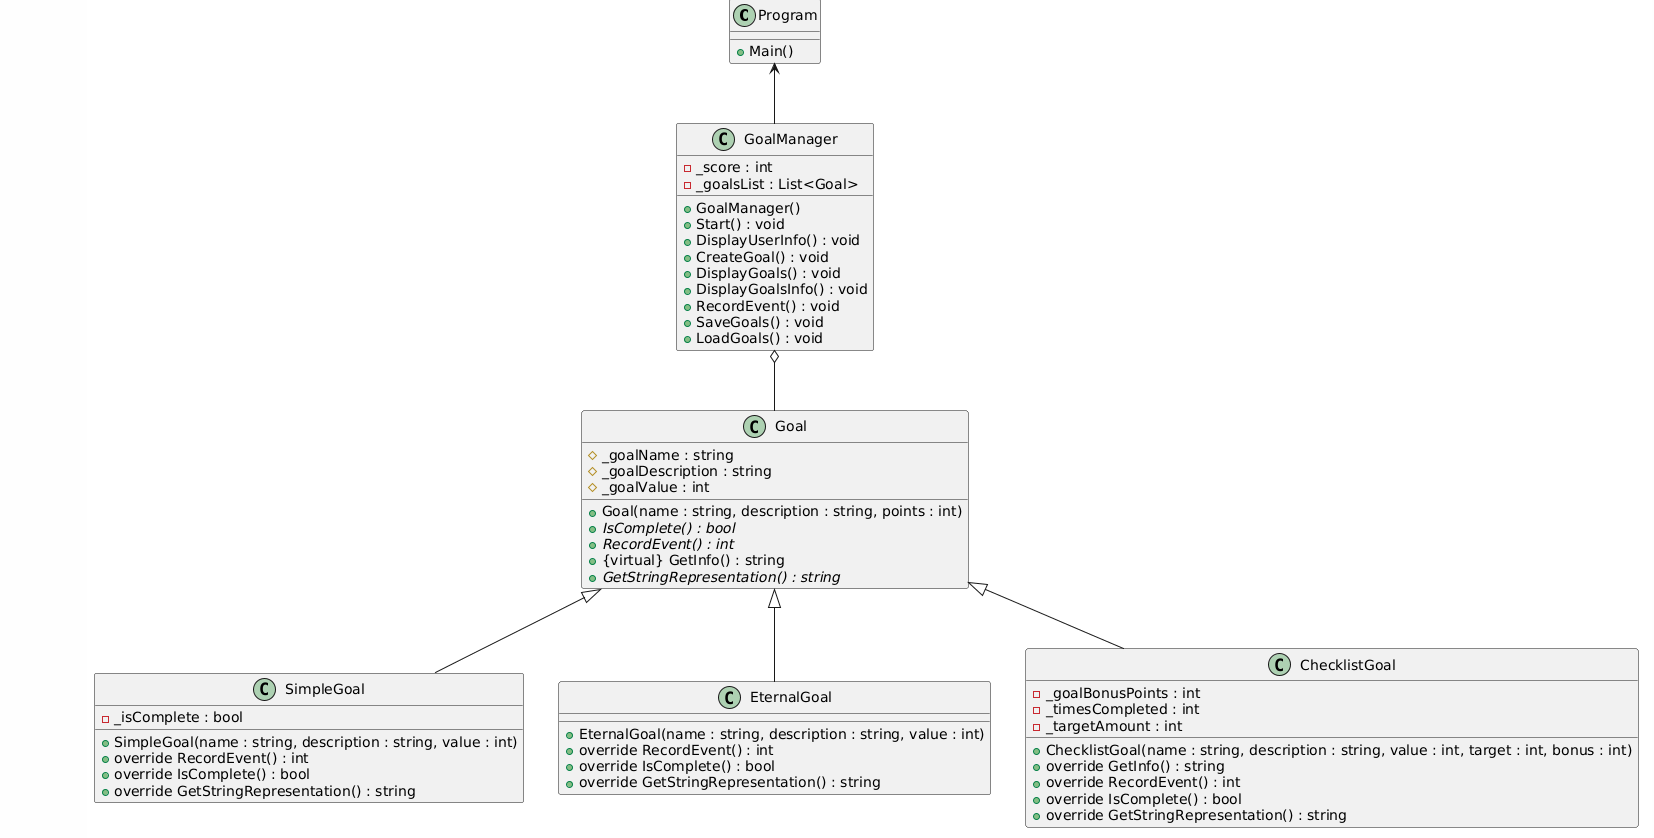 C Program
Main()
C GoalManager
_score : int
_goalsList : List<Goal>
GoalManager()
Start() : void
DisplayUserInfo() : void
CreateGoal() : void
DisplayGoals() : void
DisplayGoalsInfo() : void
RecordEvent() : void
SaveGoals() : void
LoadGoals() : void
C Goal
_goalName : string
_goalDescription : string
_goalValue : int
Goal(name : string, description : string, points : int)
IsComplete() : bool
RecordEvent() : int
{virtual} GetInfo() : string
GetStringRepresentation() : string
C SimpleGoal
_isComplete : bool
SimpleGoal(name : string, description : string, value : int)
override RecordEvent() : int
override IsComplete() : bool
override GetStringRepresentation() : string
C EternalGoal
EternalGoal(name : string, description : string, value : int)
override RecordEvent() : int
override IsComplete() : bool
override GetStringRepresentation() : string
C ChecklistGoal
_goalBonusPoints : int
_timesCompleted : int
_targetAmount : int
ChecklistGoal(name : string, description : string, value : int, target : int, bonus : int)
override GetInfo() : string
override RecordEvent() : int
override IsComplete() : bool
override GetStringRepresentation() : string